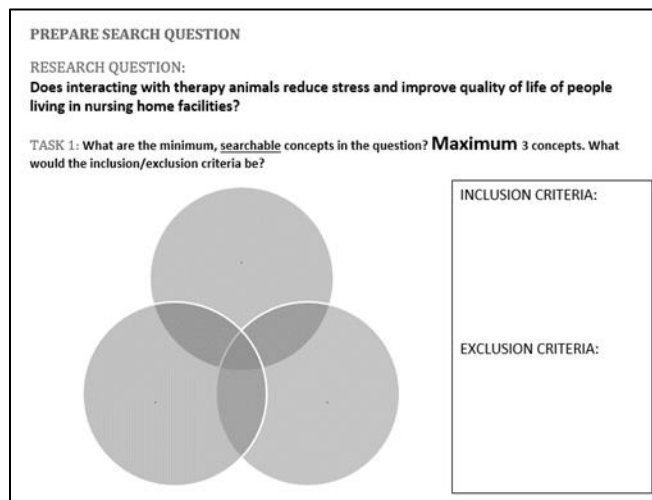 PREPARE SEARCH QUESTION
RESEARCH QUESTION:
Does interacting with therapy animals reduce stress and improve quality of life of people
living in nursing home facilities?
TASK 1: What are the minimum, searchable concepts in the question? Maximum 3 concepts. What
would the inclusion/exclusion criteria be?
INCLUSION CRITERIA:
EXCLUSION CRITERIA: